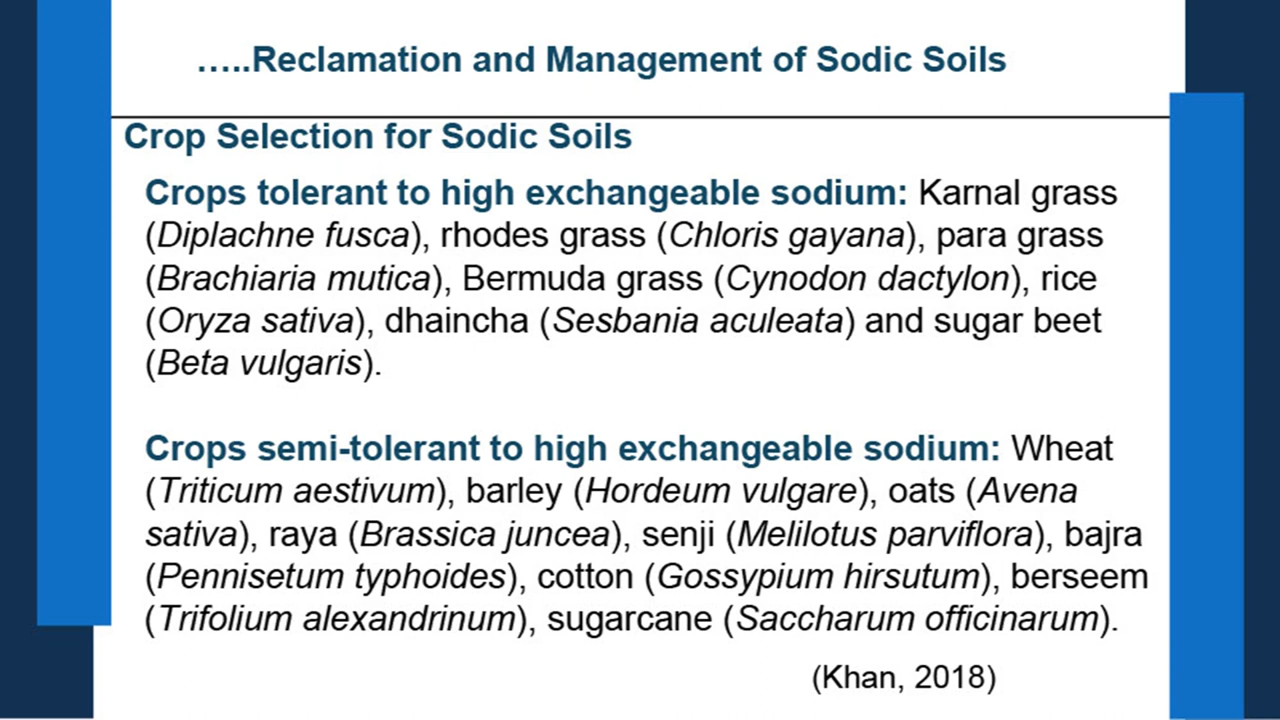 …..Reclamation and Management of Sodic Soils
Crop Selection for Sodic Soils
Crops tolerant to high exchangeable sodium: Karnal grass
(Diplachne fusca), rhodes grass (Chloris gayana), para grass
(Brachiaria mutica), Bermuda grass (Cynodon dactylon), rice
(Oryza sativa), dhaincha (Sesbania aculeata) and sugar beet
(Beta vulgaris).
Crops semi-tolerant to high exchangeable sodium: Wheat
(Triticum aestivum), barley (Hordeum vulgare), oats (Avena
sativa), raya (Brassica juncea), senji (Melilotus parviflora), bajra
(Pennisetum typhoides), cotton (Gossypium hirsutum), berseem
(Trifolium alexandrinum), sugarcane (Saccharum officinarum).
(Khan, 2018)